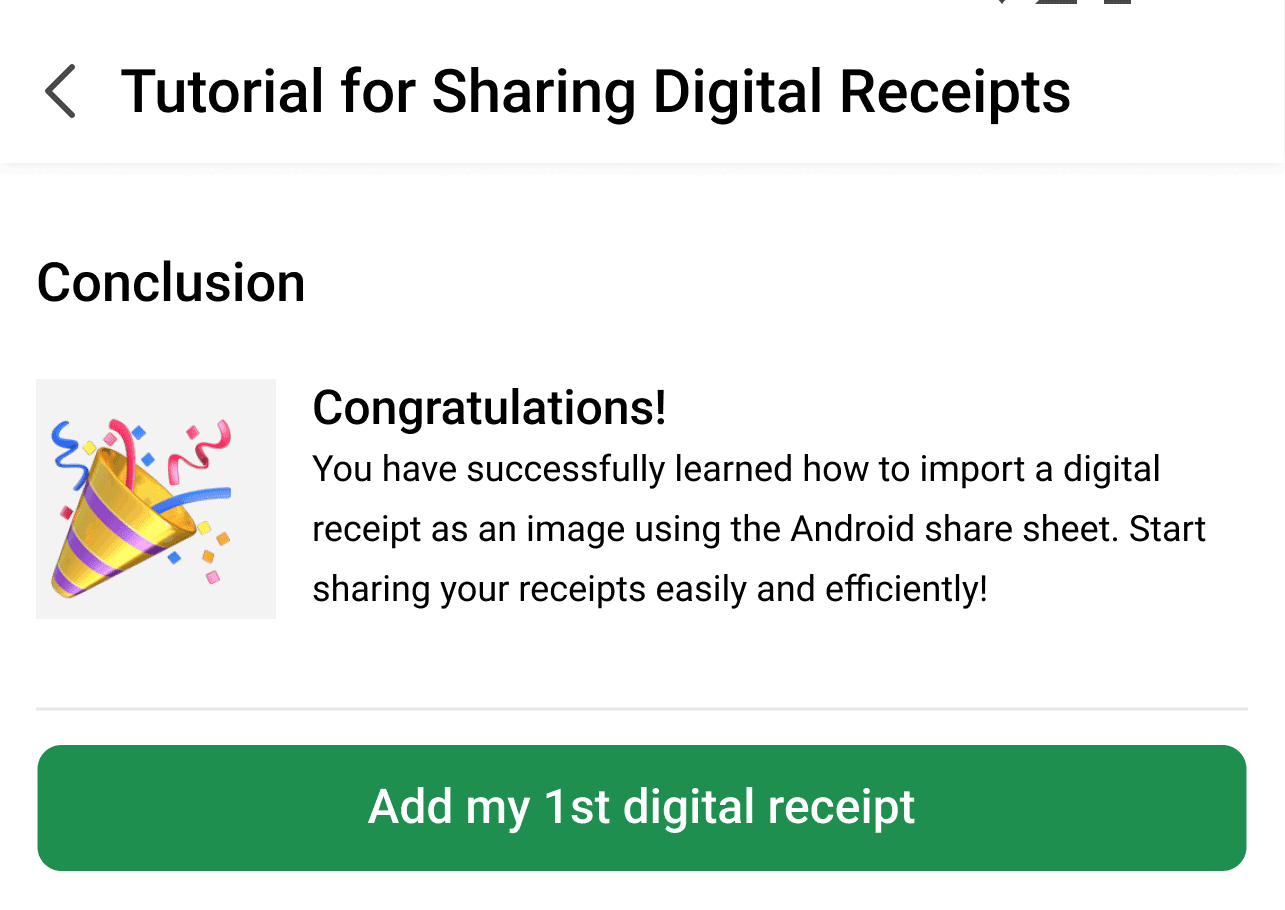 Tutorial for Sharing Digital Receipts
Conclusion
Congratulations!
You have successfully learned how to import a digital
receipt as an image using the Android share sheet. Start
sharing your receipts easily and efficiently!
Add my 1st digital receipt